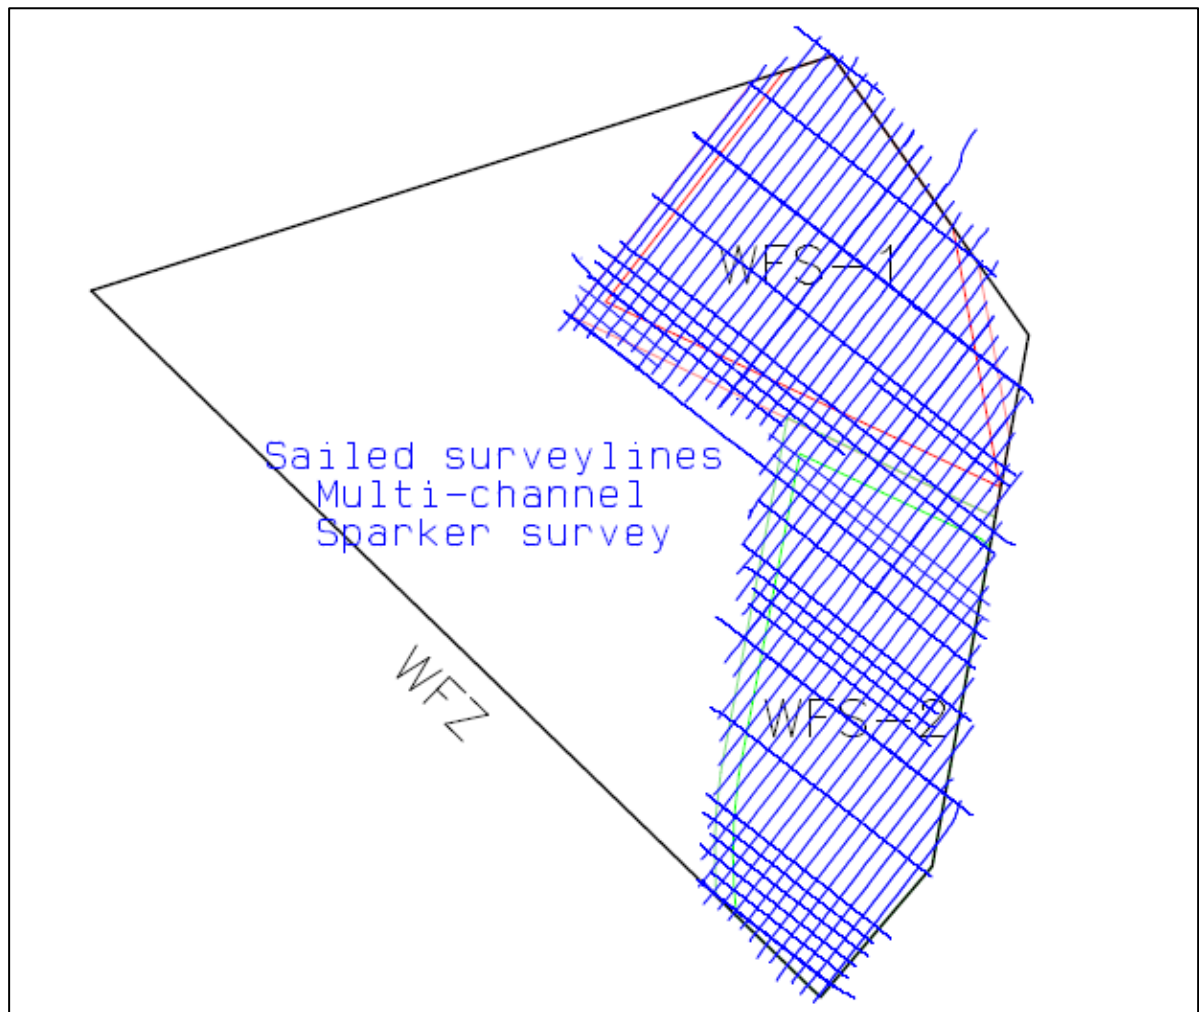 WFS-1
Sailed surveylines
Multi-channel
Sparker survey
WFZ
WFS-2